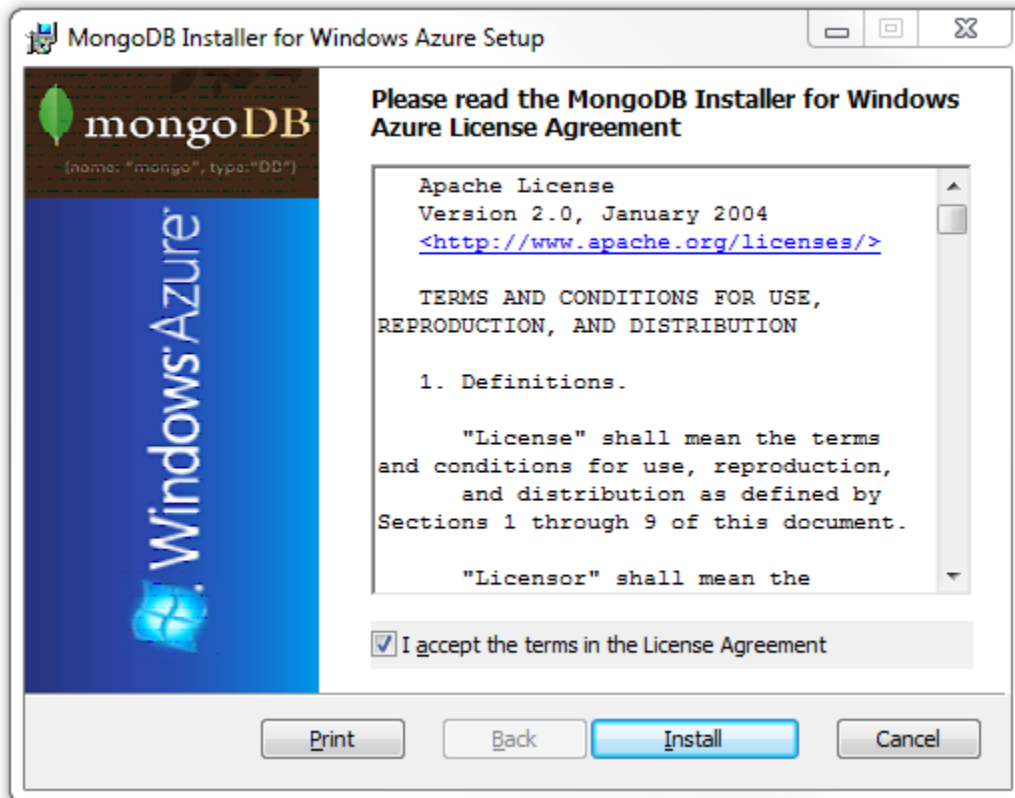 MongoDB Installer for Windows Azure Setup
mongoDB
{name: "mongo", type:"DB"}
Windows Azure
Please read the MongoDB Installer for Windows
Azure License Agreement
Apache License
Version 2.0, January 2004
<http://www.apache.org/licenses/>
TERMS AND CONDITIONS FOR USE,
REPRODUCTION, AND DISTRIBUTION
1. Definitions.
"License" shall mean the terms
and conditions for use, reproduction,
and distribution as defined by
Sections 1 through 9 of this document.
"Licensor" shall mean the
I accept the terms in the License Agreement
Print
Back
Install
Cancel